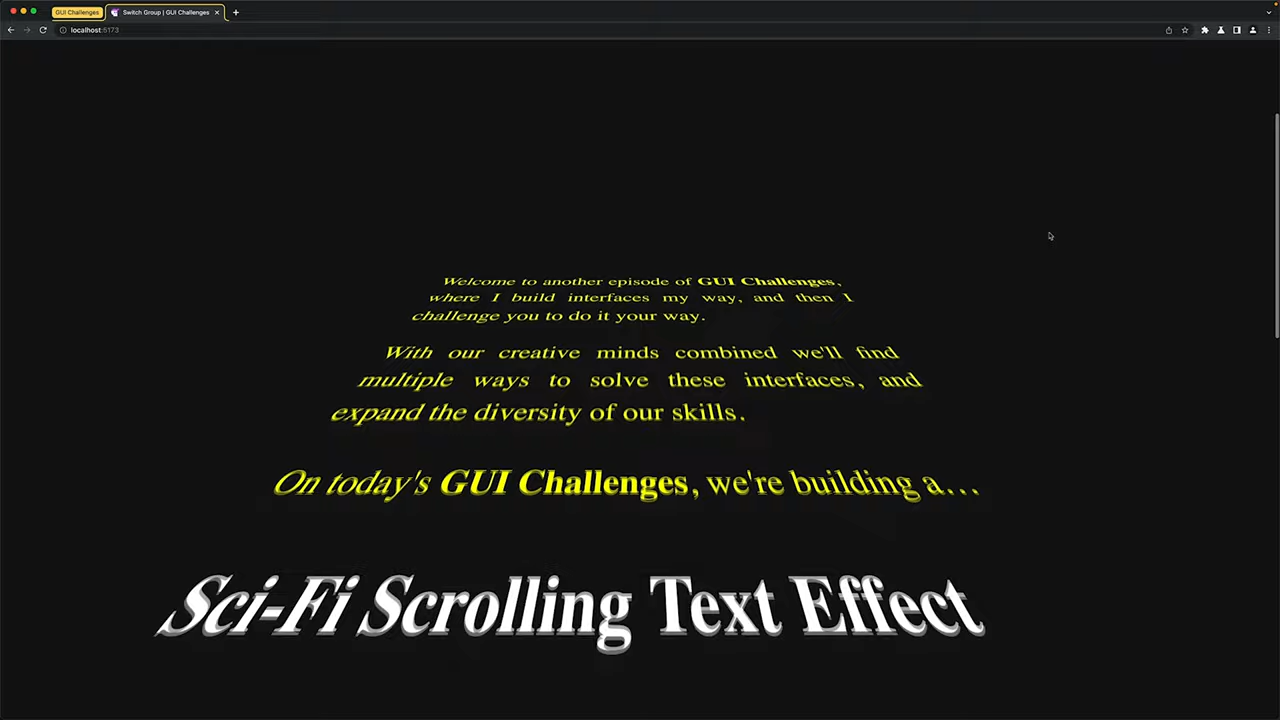 GUI Challenges
Switch Group | GUI Challenges
localhost:5173
Welcome to another episode of GUI Challenges,
where I build interfaces my way, and then I
challenge you to do it your way.
With our creative minds combined we'll find
multiple ways to solve these interfaces, and
expand the diversity of our skills.
On today's GUI Challenges, we're building a...
Sci-Fi Scrolling Text Effect